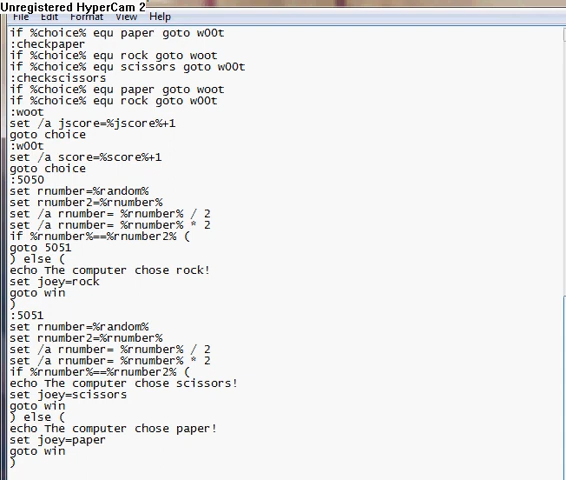 Unregistered HyperCam 2
File Edit Format View Help
if %choice% equ paper goto w00t
:checkpaper
if %choice% equ rock goto woot
if %choice% equ scissors goto w00t
:checkscissors
if %choice% equ paper goto woot
if %choice% equ rock goto w00t
:woot
set /a jscore=%jscore%+1
goto choice
:w00t
set /a score=%score%+1
goto choice
:5050
set rnumber=%random%
set rnumber2=%rnumber%
set /a rnumber= %rnumber% / 2
set /a rnumber= %rnumber% * 2
if %rnumber%==%rnumber2% (
goto 5051
) else (
echo The computer chose rock!
set joey=rock
goto win
)
:5051
set rnumber=%random%
set rnumber2=%rnumber%
set /a rnumber= %rnumber% / 2
set /a rnumber= %rnumber% * 2
if %rnumber%==%rnumber2% (
echo The computer chose scissors!
set joey=scissors
goto win
) else (
echo The computer chose paper!
set joey=paper
goto win
)